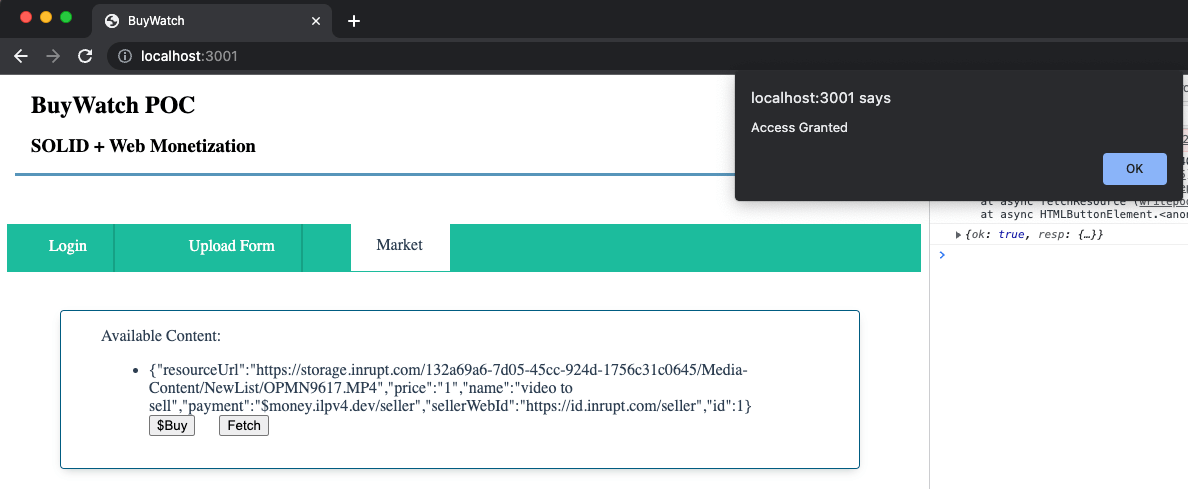 BuyWatch
localhost:3001
BuyWatch POC
SOLID + Web Monetization
localhost:3001 says
Access Granted
OK
at async fetchResource (writepo
at async HTMLButtonElement.<anon
{ok: true, resp: {…}}
Login
Upload Form
Market
Available Content:
{"resourceUrl":"https://storage.inrupt.com/132a69a6-7d05-45cc-924d-1756c31c0645/Media-
Content/NewList/OPMN9617.MP4","price":"1","name":"video to
sell","payment":"$money.ilpv4.dev/seller","sellerWebId":"https://id.inrupt.com/seller","id":1}
$Buy
Fetch